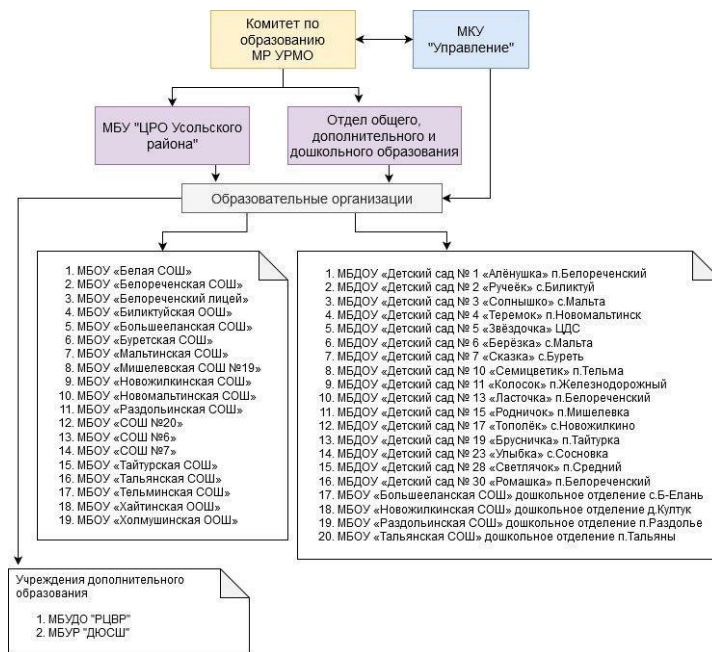 Комитет по
образованию
МР УРМО
МКУ
"Управление"
МБУ "ЦРО Усольского
района"
Отдел общего,
дополнительного и
дошкольного образования
Образовательные организации
1. МБОУ «Белая СОШ»
2. МБОУ «Белореченская СОШ»
3. МБОУ «Белореченский лицей»
4. МБОУ «Биликтуйская ООШ»
5. МБОУ «Большееланская СОШ»
6. МБОУ «Буретская СОШ»
7. МБОУ «Мальтинская СОШ»
8. МБОУ «Мишелевская СОШ №19»
9. МБОУ «Новожилкинская СОШ»
10. МБОУ «Новомальтинская СОШ»
11. МБОУ «Раздольинская СОШ»
12. МБОУ «СОШ №20»
13. МБОУ «СОШ №6»
14. МБОУ «СОШ №7»
15. МБОУ «Тайтурская СОШ»
16. МБОУ «Тальянская СОШ»
17. МБОУ «Тельминская СОШ»
18. МБОУ «Хайтинская ООШ»
19. МБОУ «Холмушинская ООШ»
1. МБДОУ «Детский сад № 1 «Алёнушка» п.Белореченский
2. МБДОУ «Детский сад № 2 «Ручеёк» с.Биликтуй
3. МБДОУ «Детский сад № 3 «Солнышко» с.Мальта
4. МБДОУ «Детский сад № 4 «Теремок» п.Новомальтинск
5. МБДОУ «Детский сад № 5 «Звёздочка» ЦДС
6. МБДОУ «Детский сад № 6 «Берёзка» с.Мальта
7. МБДОУ «Детский сад № 7 «Сказка» с.Буреть
8. МБДОУ «Детский сад № 10 «Семицветик» п.Тельма
9. МБДОУ «Детский сад № 11 «Колосок» п.Железнодорожный
10. МБДОУ «Детский сад № 13 «Ласточка» п.Белореченский
11. МБДОУ «Детский сад № 15 «Родничок» п.Мишелевка
12. МБДОУ «Детский сад № 17 «Тополёк» с.Новожилкино
13. МБДОУ «Детский сад № 19 «Брусничка» п.Тайтурка
14. МБДОУ «Детский сад № 23 «Улыбка» с.Сосновка
15. МБДОУ «Детский сад № 28 «Светлячок» п.Средний
16. МБДОУ «Детский сад № 30 «Ромашка» п.Белореченский
17. МБОУ «Большееланская СОШ» дошкольное отделение с.Б-Елань
18. МБОУ «Новожилкинская СОШ» дошкольное отделение д.Култук
19. МБОУ «Раздольинская СОШ» дошкольное отделение п.Раздолье
20. МБОУ «Тальянская СОШ» дошкольное отделение п.Тальяны
Учреждения дополнительного
образования
1. МБУДО "РЦВР"
2. МБУР "ДЮСШ"